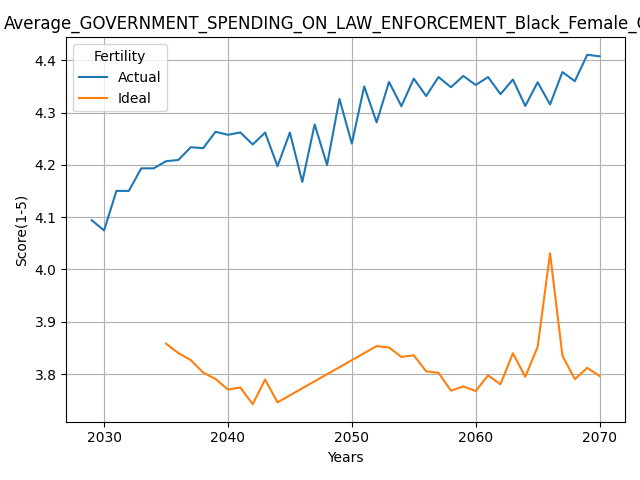 Average_GOVERNMENT_SPENDING_ON_LAW_ENFORCEMENT_Black_Female_
Fertility
Actual
Ideal
4.4
4.3
4.2
4.1
4.0
3.9
3.8
Score(1-5)
2030 2040 2050 2060 2070
Years